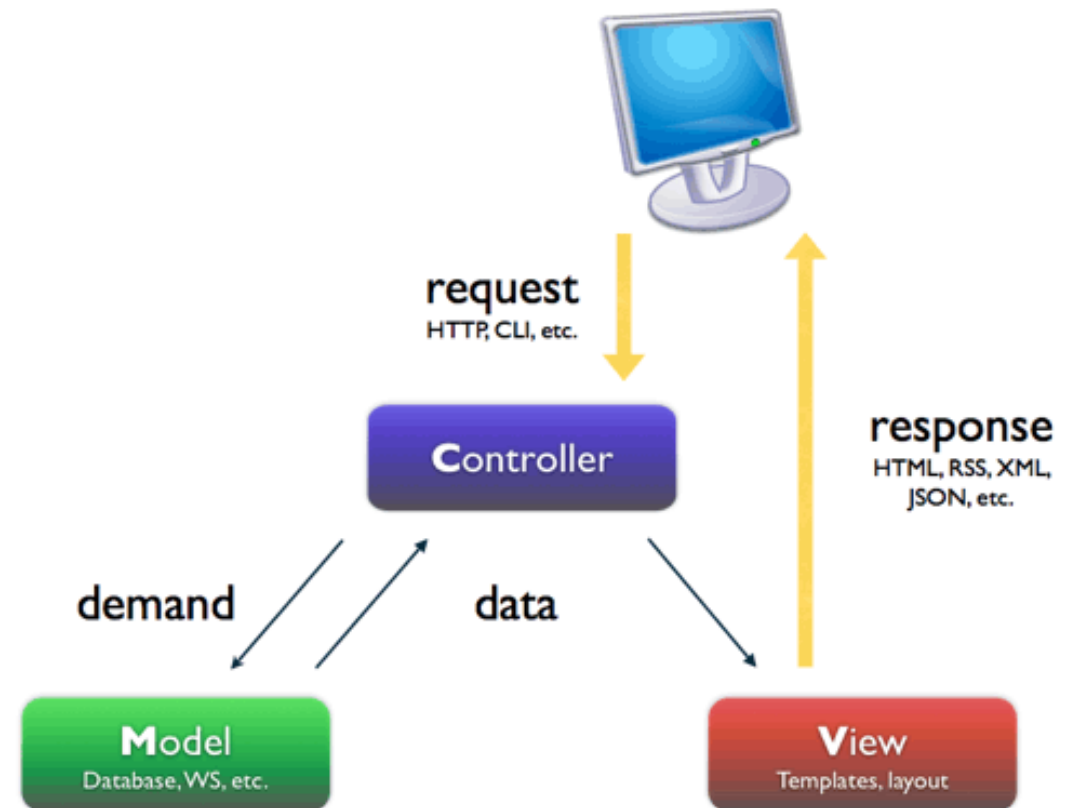 request
HTTP, CLI, etc.
Controller
response
HTML, RSS, XML,
JSON, etc.
demand
data
Model
Database, WS, etc.
View
Templates, layout